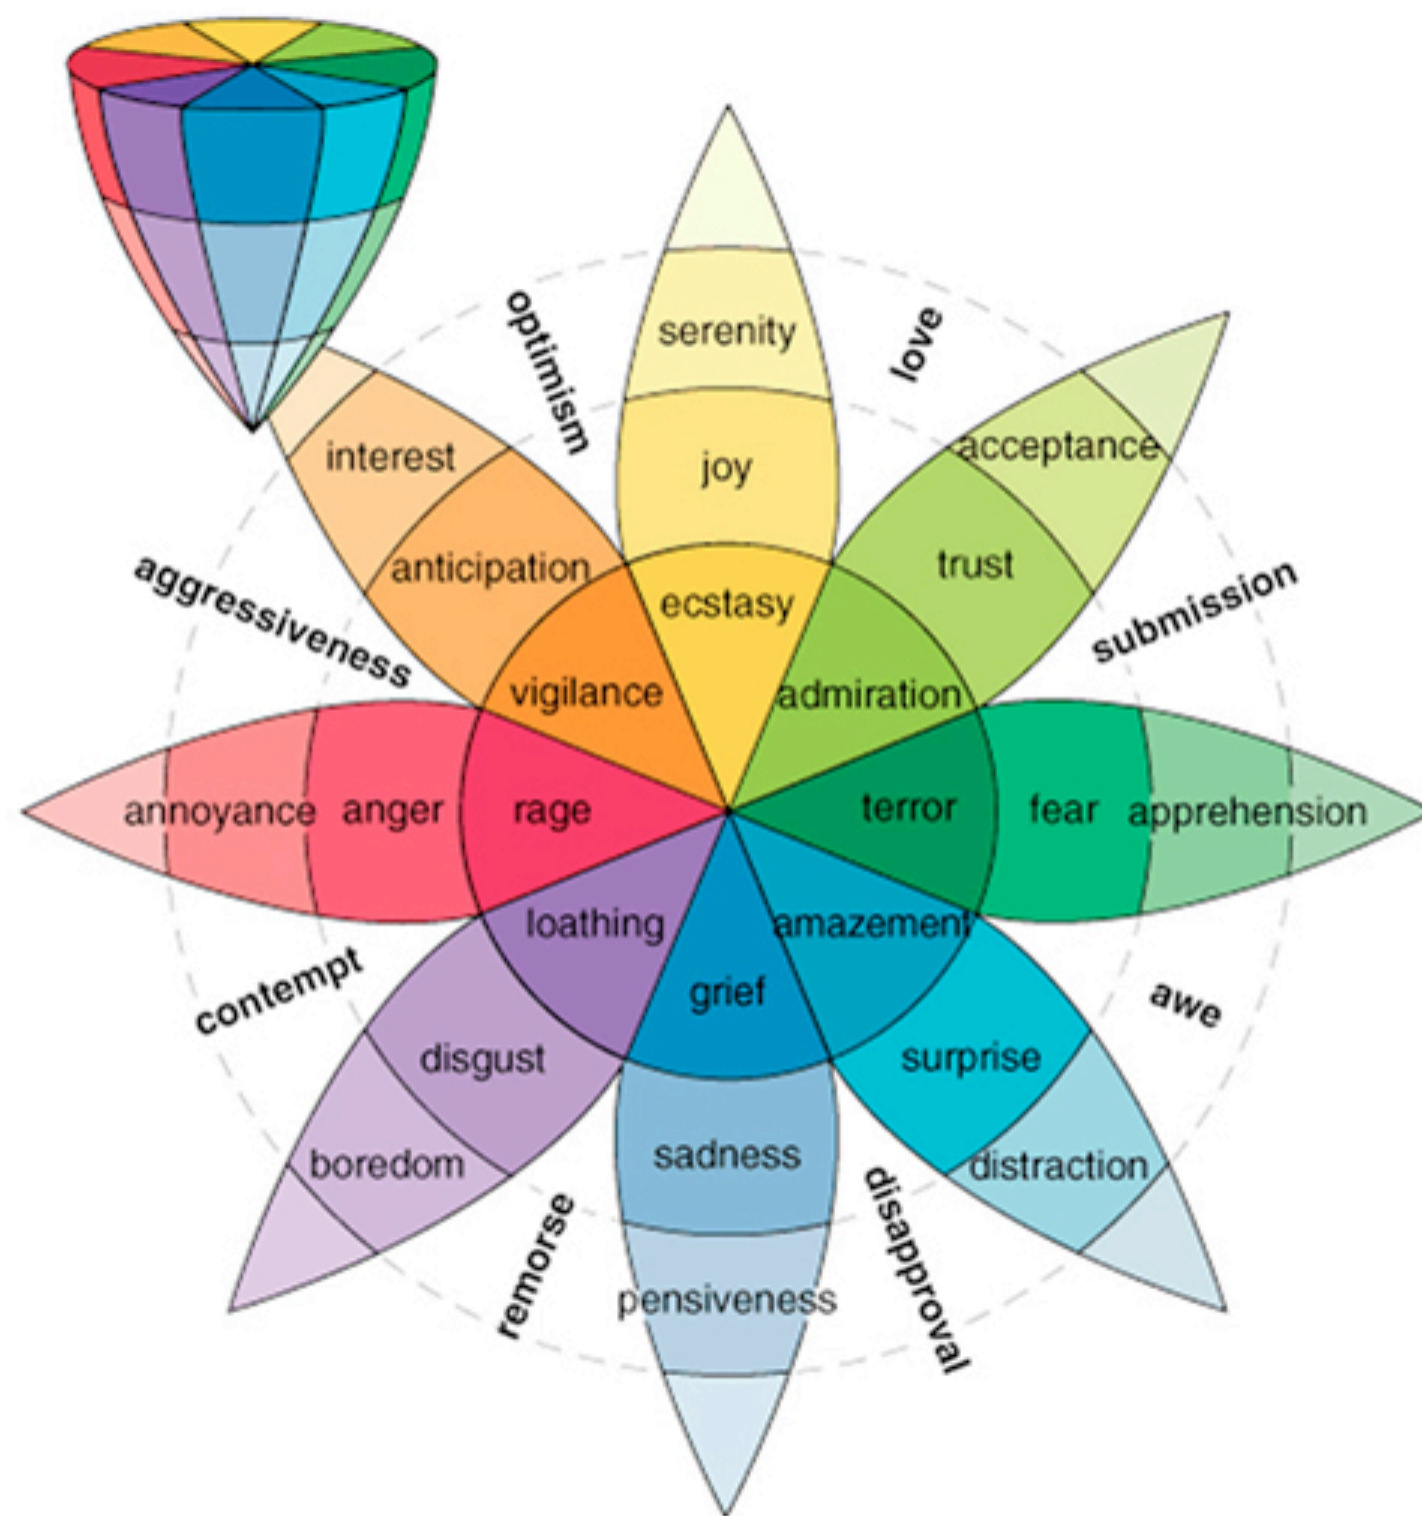 optimism
serenity
love
interest
joy
acceptance
anticipation
trust
aggressiveness
ecstasy
submission
vigilance
admiration
annoyance
anger
rage
terror
fear
apprehension
loathing
amazement
contempt
grief
awe
disgust
surprise
boredom
sadness
distraction
remorse
pensiveness
disapproval